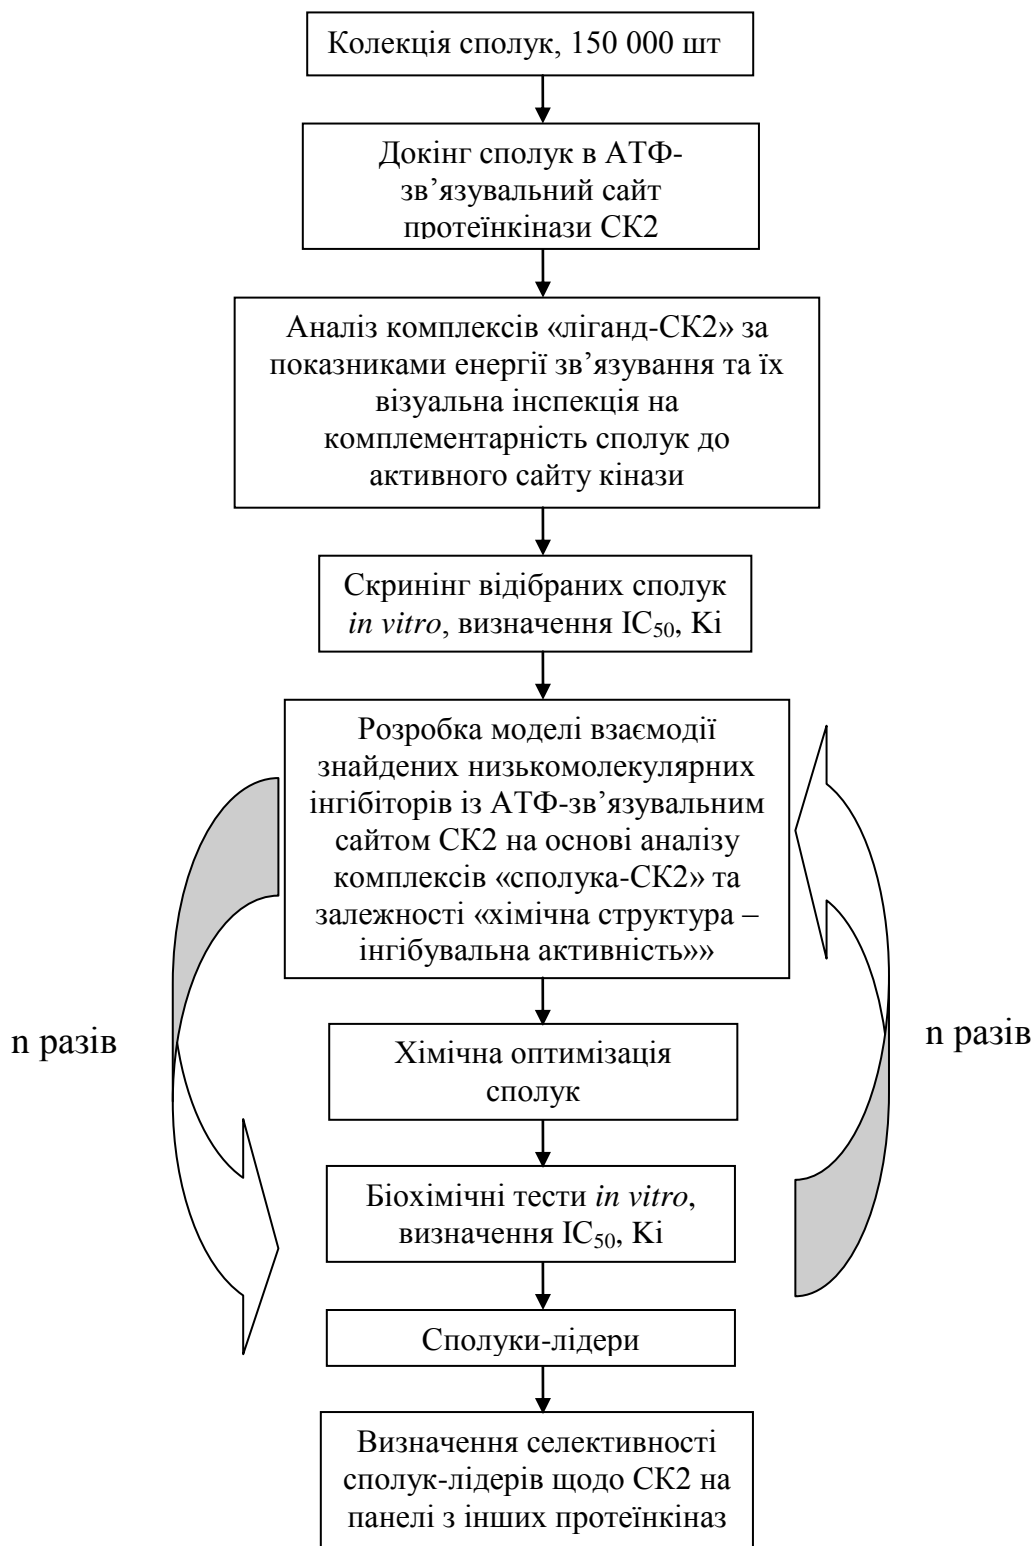 Колекція сполук, 150 000 шт
Докінг сполук в АТФ-
зв’язувальний сайт
протеїнкінази СК2
Аналіз комплексів «ліганд-СК2» за
показниками енергії зв’язування та їх
візуальна інспекція на
комплементарність сполук до
активного сайту кінази
Скринінг відібраних сполук
in vitro, визначення IC50, Ki
Розробка моделі взаємодії
знайдених низькомолекулярних
інгібіторів із АТФ-зв’язувальним
сайтом СК2 на основі аналізу
комплексів «сполука-СК2» та
залежності «хімічна структура –
інгібувальна активність»»
n разів
n разів
Хімічна оптимізація
сполук
Біохімічні тести in vitro,
визначення IC50, Ki
Сполуки-лідери
Визначення селективності
сполук-лідерів щодо СК2 на
панелі з інших протеїнкіназ